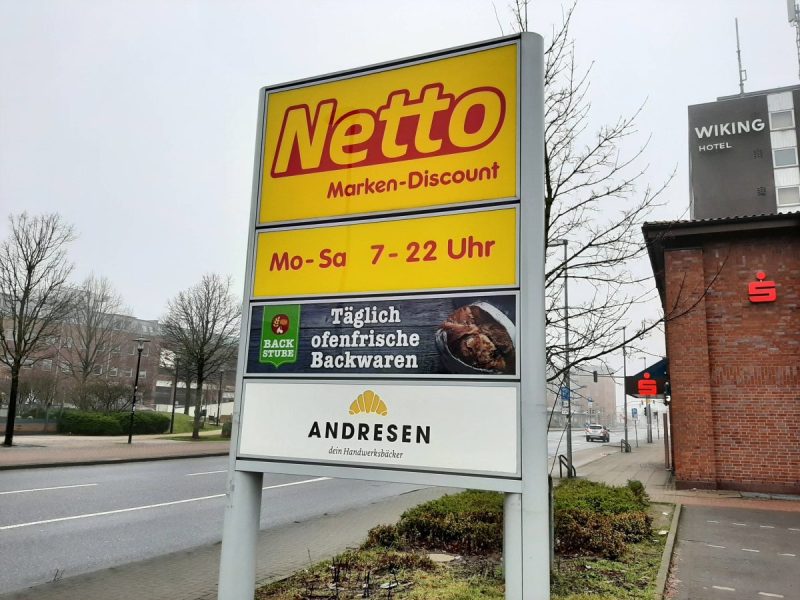 Netto
Marken-Discount
Mo-Sa 7-22 Uhr
BACK
STUBE
Täglich
ofenfrische
Backwaren
ANDRESEN
dein Handwerksbäcker
WIKING
HOTEL